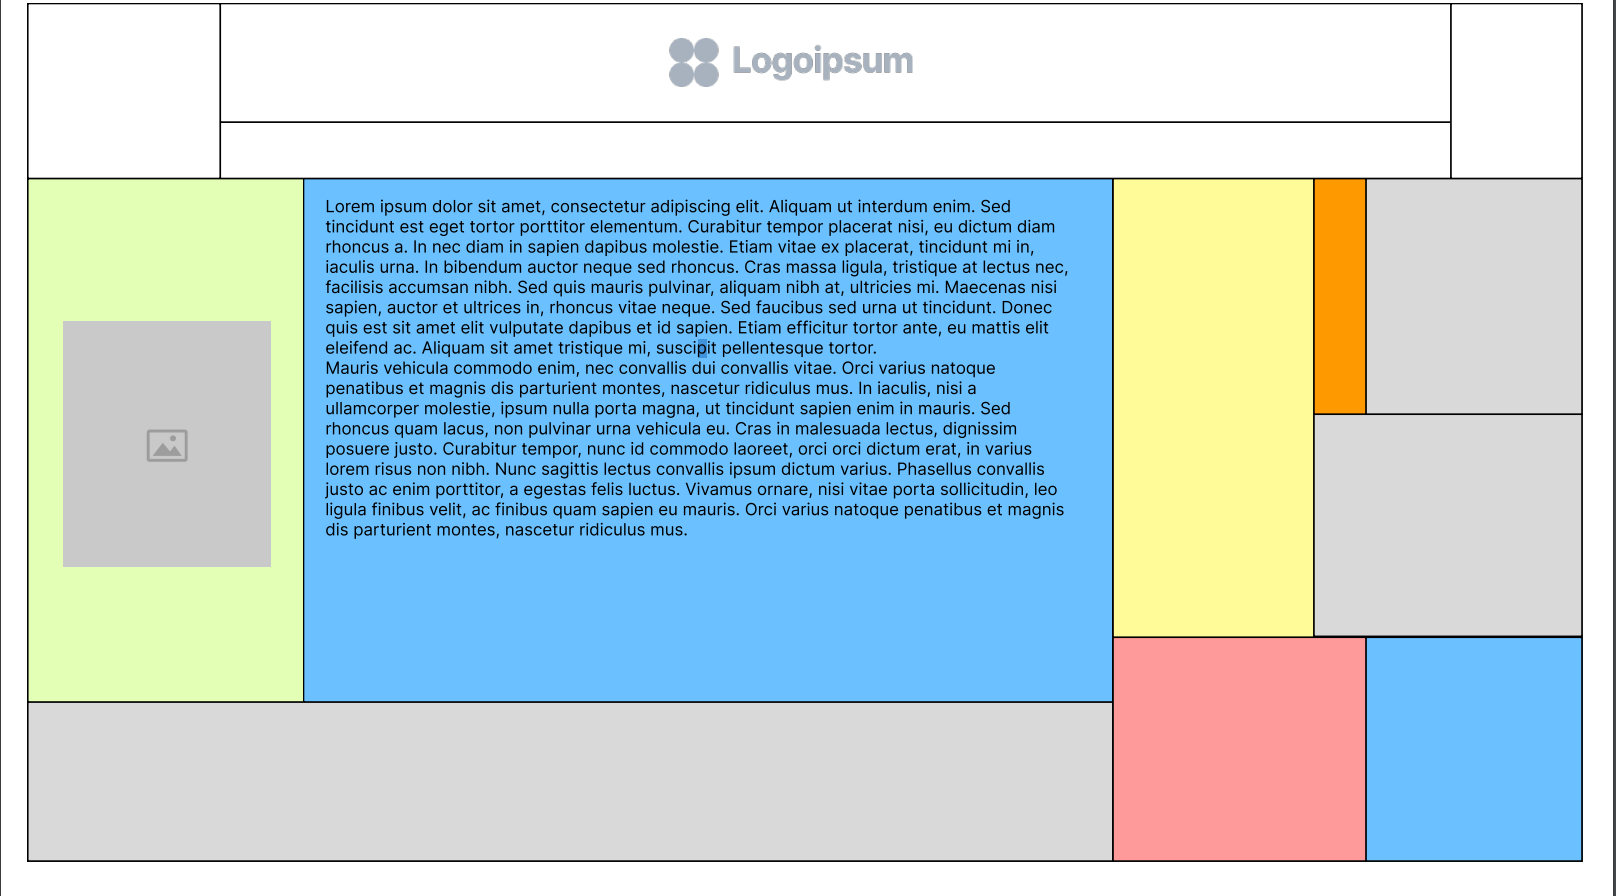 Logoipsum
Lorem ipsum dolor sit amet, consectetur adipiscing elit. Aliquam ut interdum enim. Sed
tincidunt est eget tortor porttitor elementum. Curabitur tempor placerat nisi, eu dictum diam
rhoncus a. In nec diam in sapien dapibus molestie. Etiam vitae ex placerat, tincidunt mi in,
iaculis urna. In bibendum auctor neque sed rhoncus. Cras massa ligula, tristique at lectus nec,
facilisis accumsan nibh. Sed quis mauris pulvinar, aliquam nibh at, ultricies mi. Maecenas nisi
sapien, auctor et ultrices in, rhoncus vitae neque. Sed faucibus sed urna ut tincidunt. Donec
quis est sit amet elit vulputate dapibus et id sapien. Etiam efficitur tortor ante, eu mattis elit
eleifend ac. Aliquam sit amet tristique mi, suscipit pellentesque tortor.
Mauris vehicula commodo enim, nec convallis dui convallis vitae. Orci varius natoque
penatibus et magnis dis parturient montes, nascetur ridiculus mus. In iaculis, nisi a
ullamcorper molestie, ipsum nulla porta magna, ut tincidunt sapien enim in mauris. Sed
rhoncus quam lacus, non pulvinar urna vehicula eu. Cras in malesuada lectus, dignissim
posuere justo. Curabitur tempor, nunc id commodo laoreet, orci orci dictum erat, in varius
lorem risus non nibh. Nunc sagittis lectus convallis ipsum dictum varius. Phasellus convallis
justo ac enim porttitor, a egestas felis luctus. Vivamus ornare, nisi vitae porta sollicitudin, leo
ligula finibus velit, ac finibus quam sapien eu mauris. Orci varius natoque penatibus et magnis
dis parturient montes, nascetur ridiculus mus.